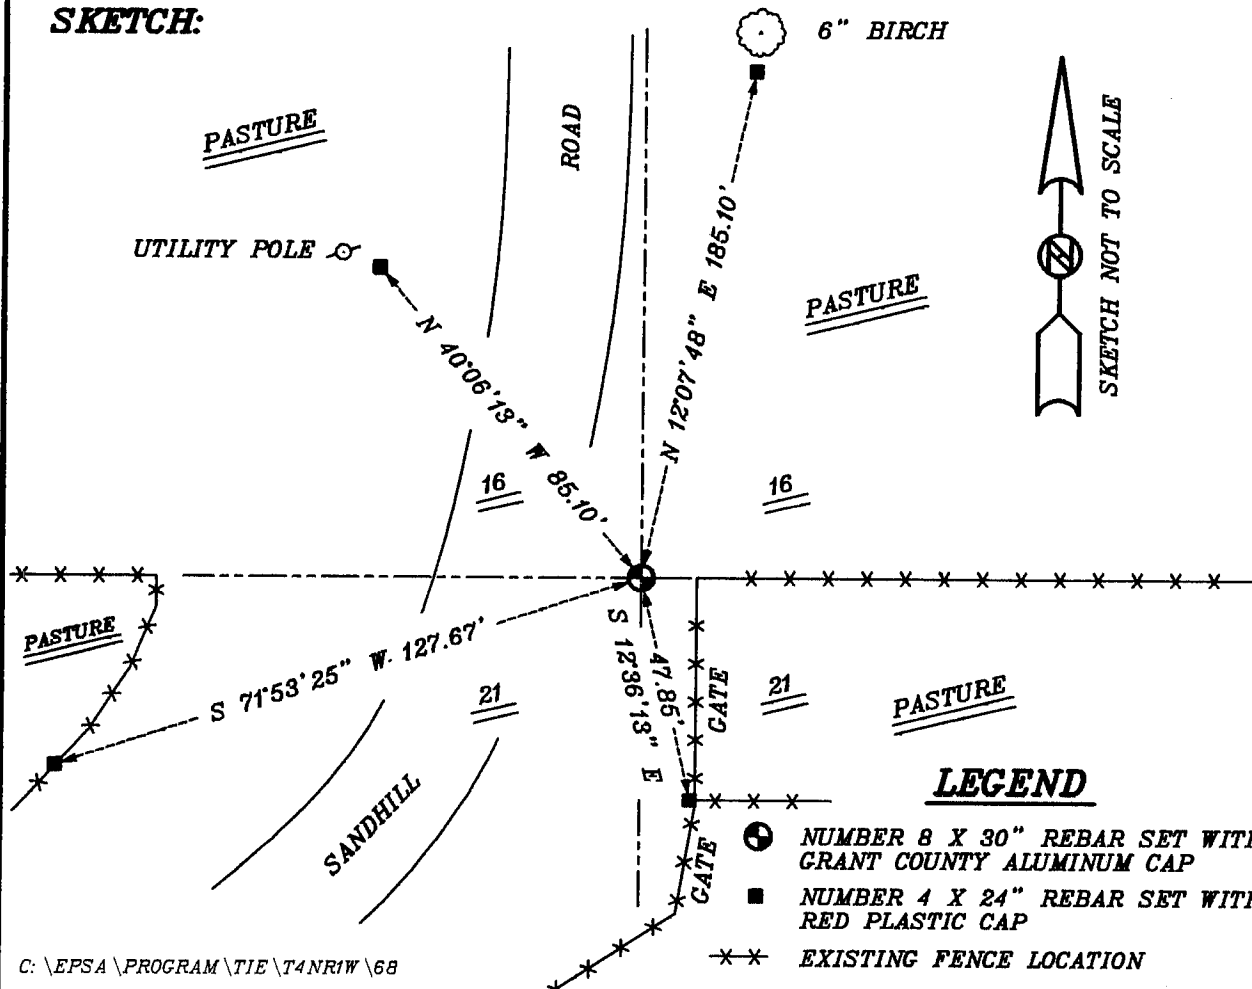 SKETCH:
6" BIRCH
PASTURE
ROAD
UTILITY POLE
N 12°07'48" E 185.10'
PASTURE
SKETCH NOT TO SCALE
N
N 40°06'13" W 85.10'
16
16
PASTURE
S 71°53'25" W 127.67'
S 12°36'13" E
47.85'
GATE
21
21
PASTURE
SANDHILL
GATE
LEGEND
NUMBER 8 X 30" REBAR SET WITH
GRANT COUNTY ALUMINUM CAP
NUMBER 4 X 24" REBAR SET WITH
RED PLASTIC CAP
EXISTING FENCE LOCATION
C:\EPSA\PROGRAM\TIE\T4NR1W\68